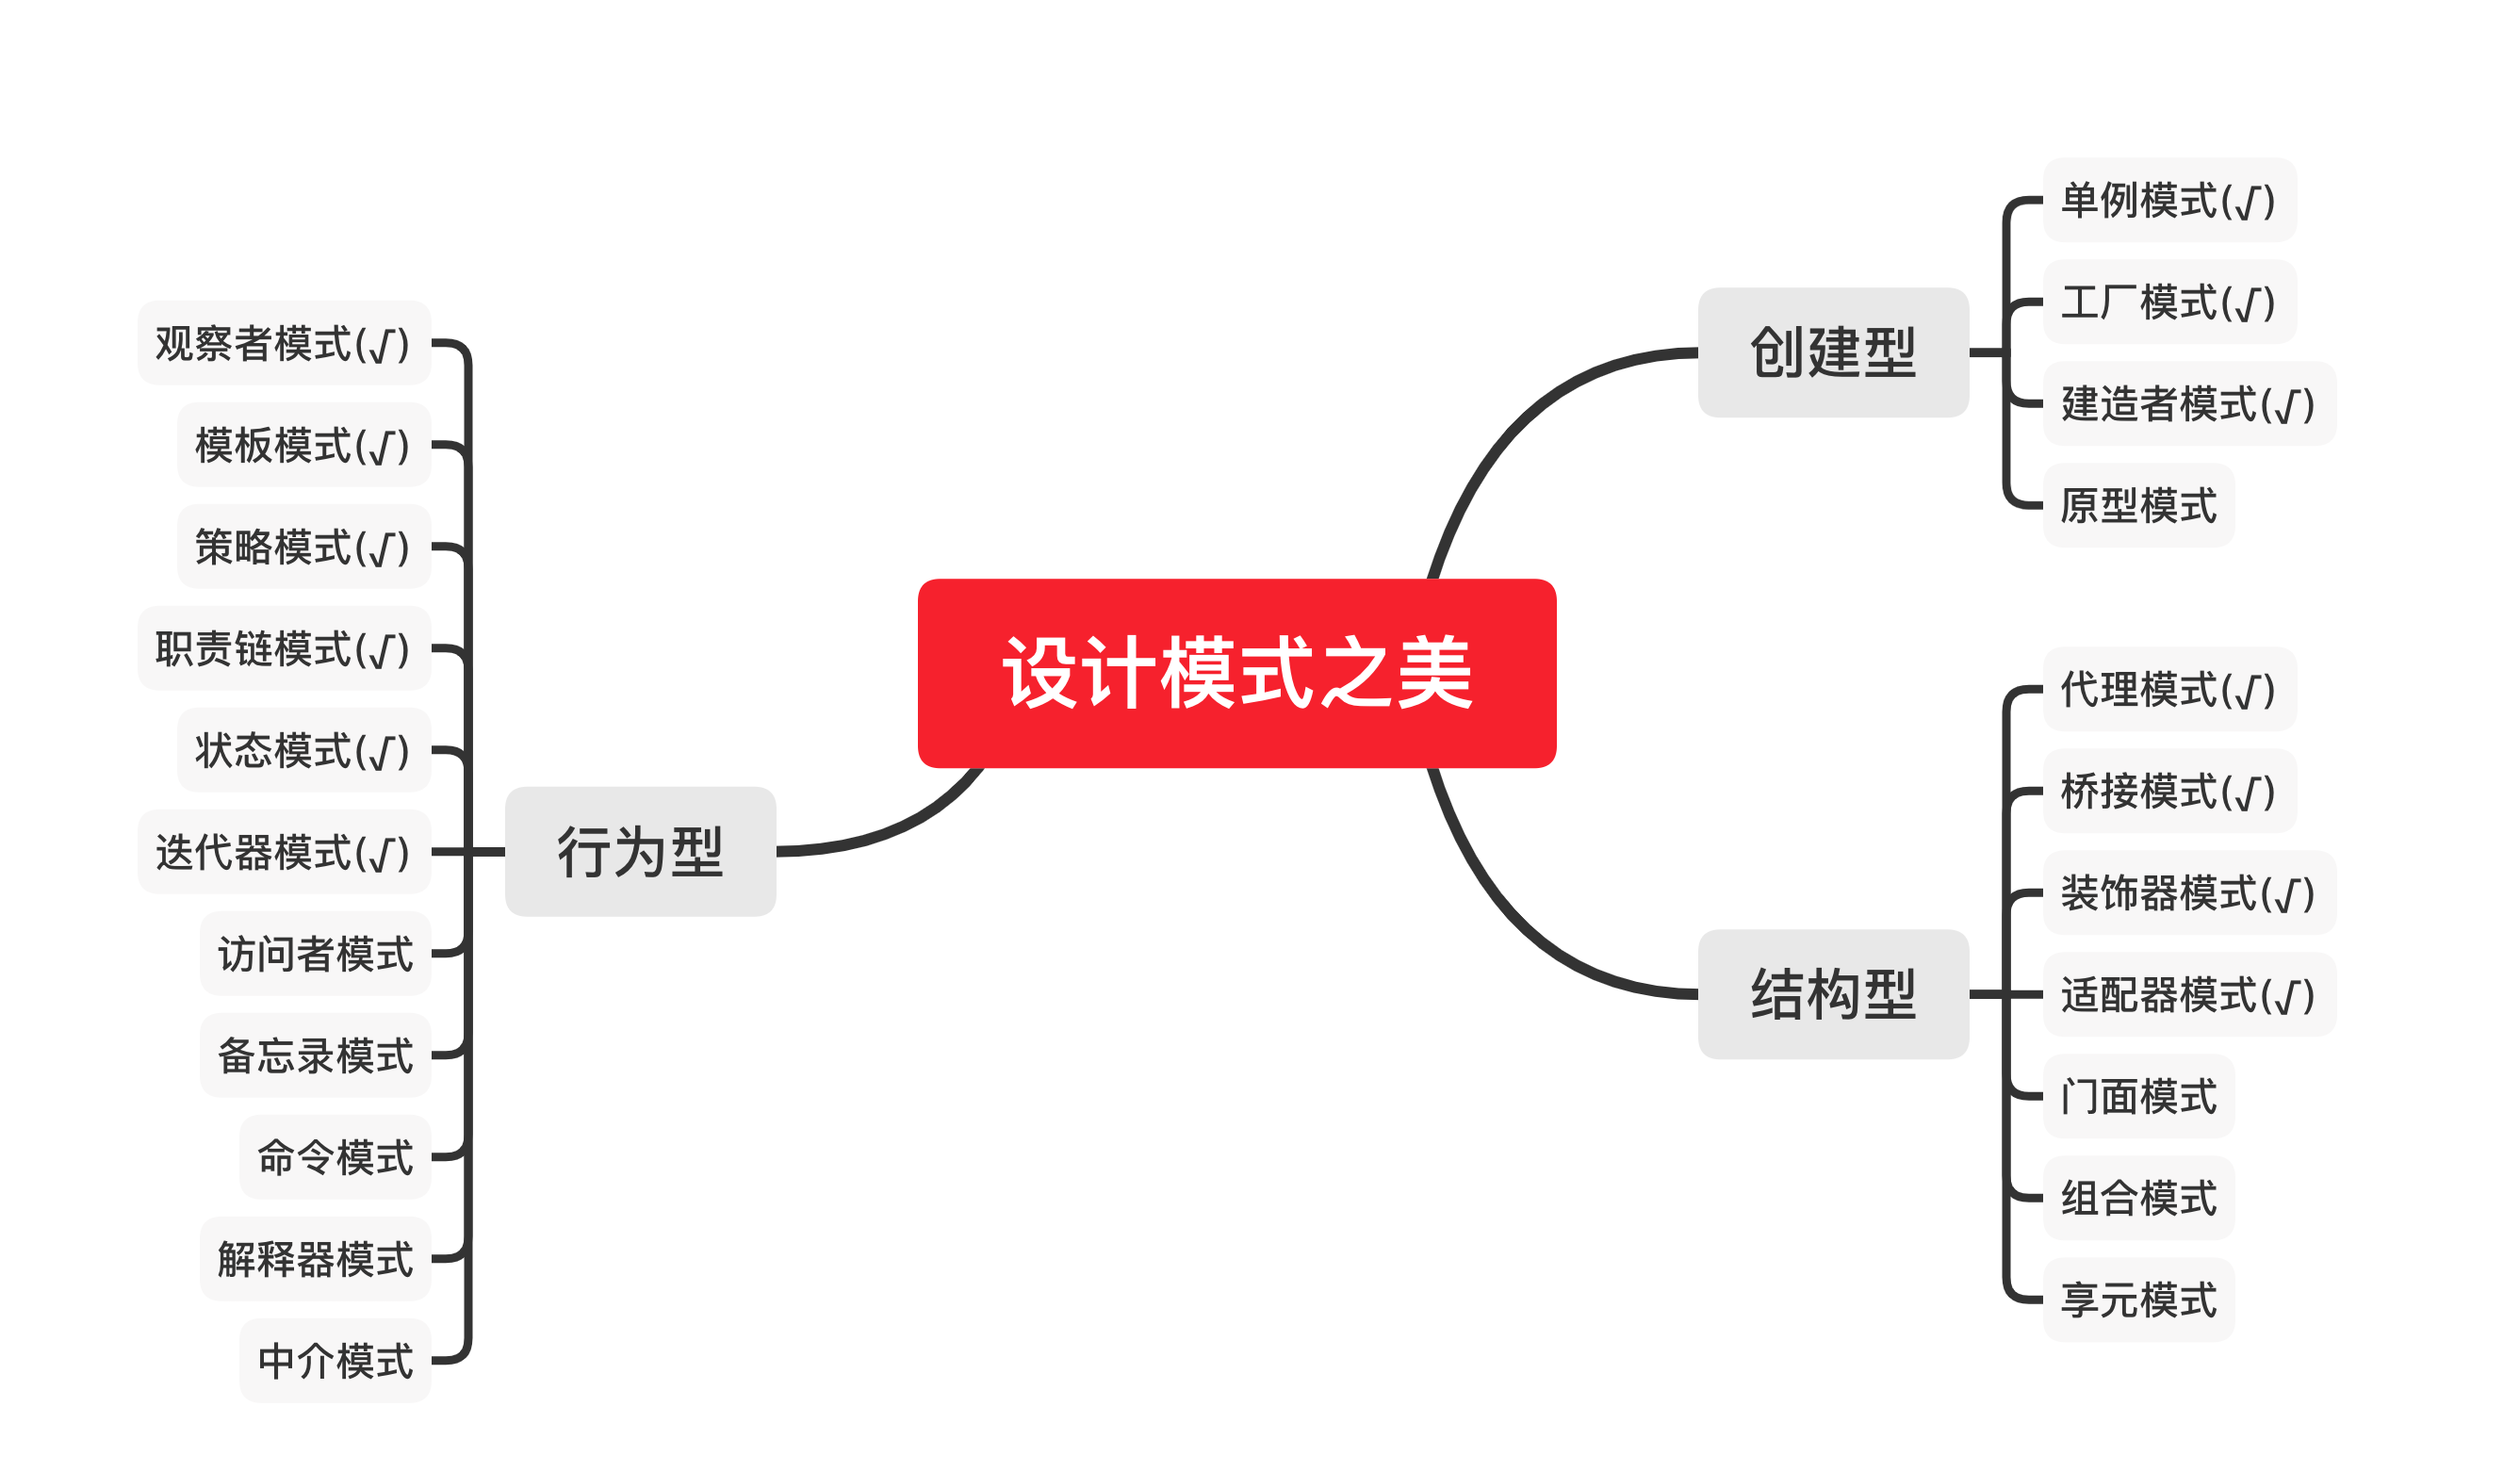 设计模式之美
创建型
单例模式(√)
工厂模式(√)
建造者模式(√)
原型模式
结构型
代理模式(√)
桥接模式(√)
装饰器模式(√)
适配器模式(√)
门面模式
组合模式
享元模式
行为型
观察者模式(√)
模板模式(√)
策略模式(√)
职责链模式(√)
状态模式(√)
迭代器模式(√)
访问者模式
备忘录模式
命令模式
解释器模式
中介模式